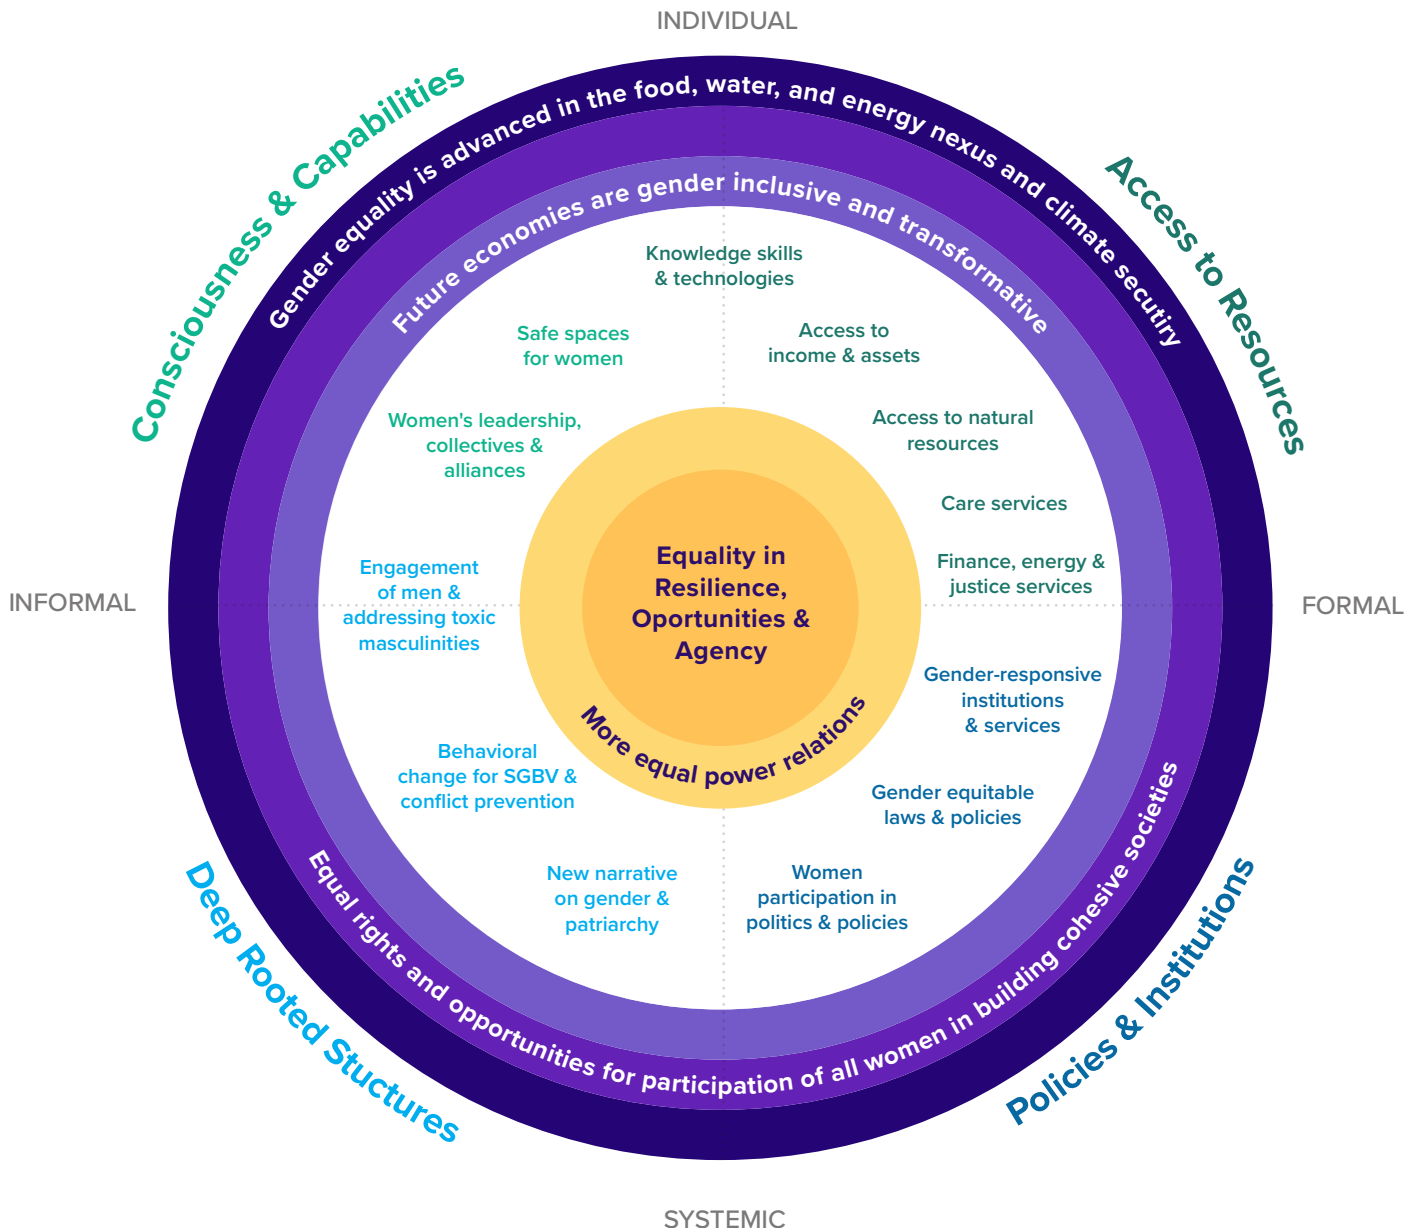 INDIVIDUAL
Consciousness & Capabilities
Access to Resources
Gender equality is advanced in the food, water, and energy nexus and climate secutiry
Future economies are gender inclusive and transformative
Knowledge skills
& technologies
Safe spaces
for women
Access to
income & assets
Women's leadership,
collectives &
alliances
Access to natural
resources
Care services
Finance, energy &
justice services
INFORMAL
FORMAL
Engagement
of men &
addressing toxic
masculinities
Equality in
Resilience,
Oportunities &
Agency
More equal power relations
Gender-responsive
institutions
& services
Behavioral
change for SGBV &
conflict prevention
Gender equitable
laws & policies
New narrative
on gender &
patriarchy
Women
participation in
politics & policies
Equal rights and opportunities for participation of all women in building cohesive societies
Deep Rooted Stuctures
Policies & Institutions
SYSTEMIC